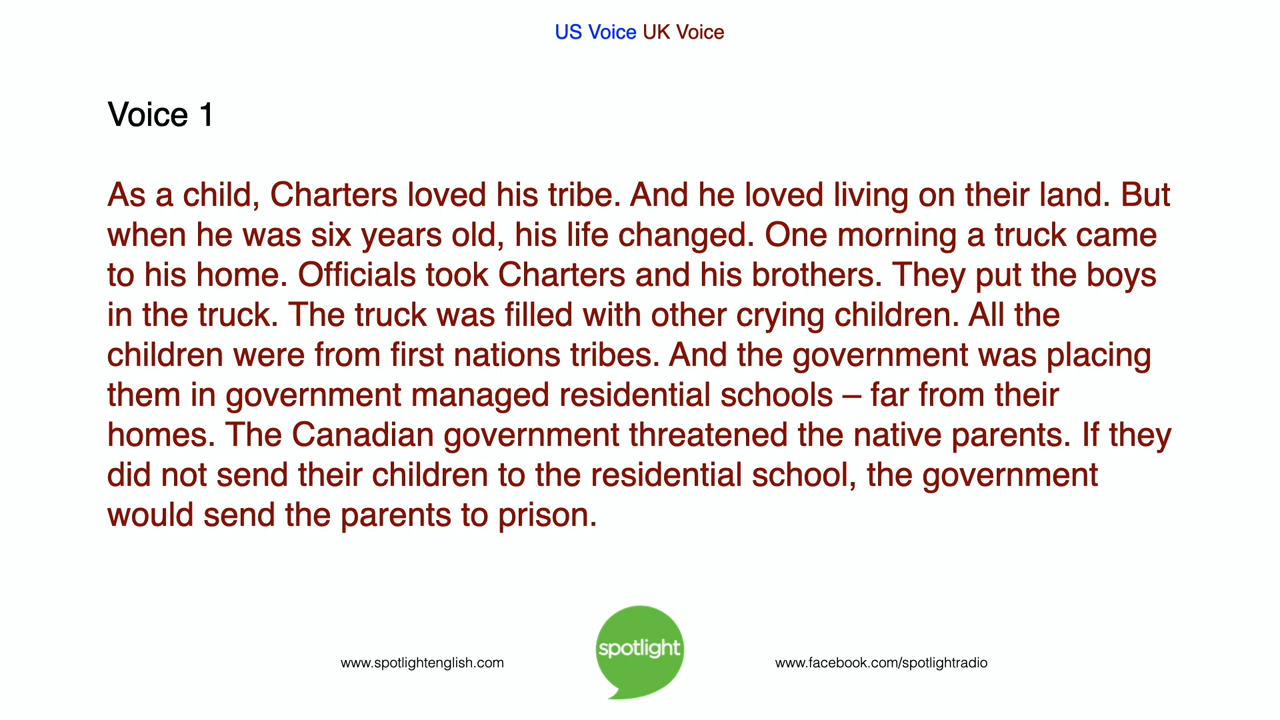 US Voice UK Voice
Voice 1
As a child, Charters loved his tribe. And he loved living on their land. But
when he was six years old, his life changed. One morning a truck came
to his home. Officials took Charters and his brothers. They put the boys
in the truck. The truck was filled with other crying children. All the
children were from first nations tribes. And the government was placing
them in government managed residential schools – far from their
homes. The Canadian government threatened the native parents. If they
did not send their children to the residential school, the government
would send the parents to prison.
www.spotlightenglish.com
spotlight
www.facebook.com/spotlightradio